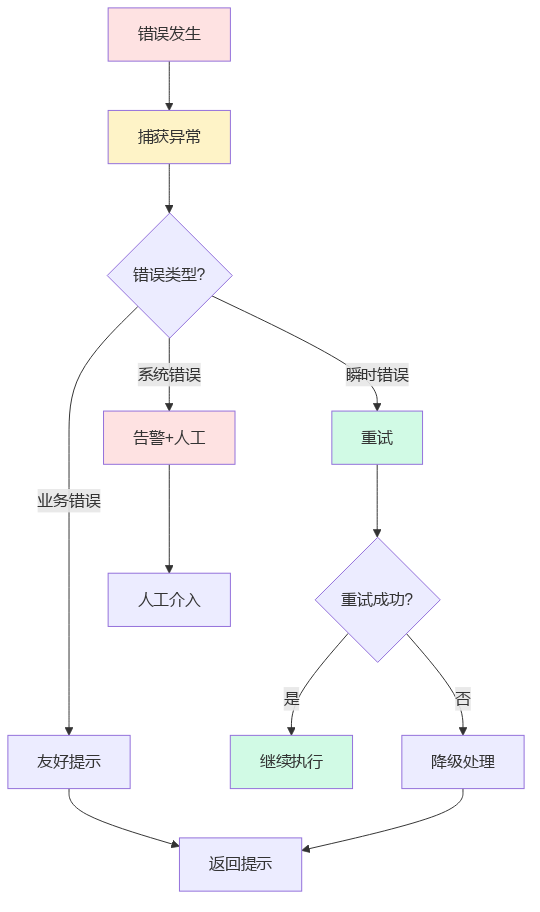 错误发生
捕获异常
错误类型?
系统错误
瞬时错误
告警+人工
重试
业务错误
人工介入
重试成功?
是
否
友好提示
继续执行
降级处理
返回提示